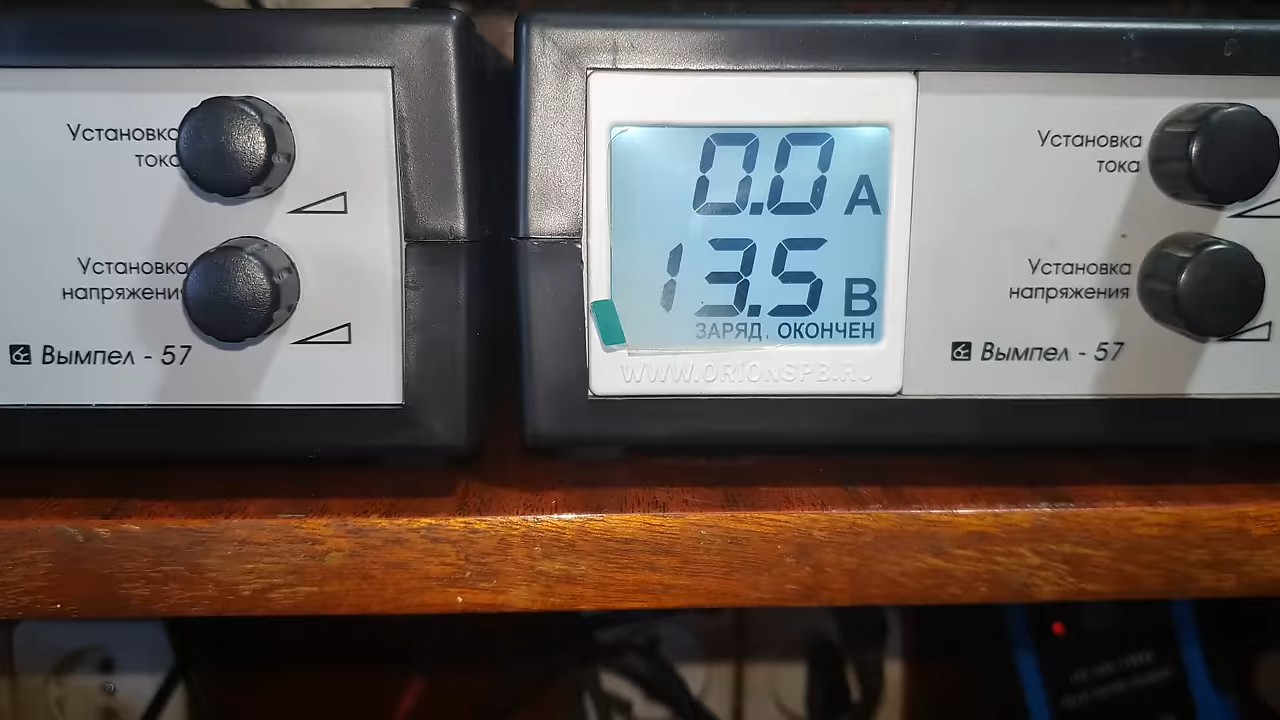 Установка
тока
Установка
напряжения
Вымпел - 57
0.0 А
13.5 В
ЗАРЯД. ОКОНЧЕН
WWW.ORIONSPB.RU
Установка
тока
Установка
напряжения
Вымпел - 57